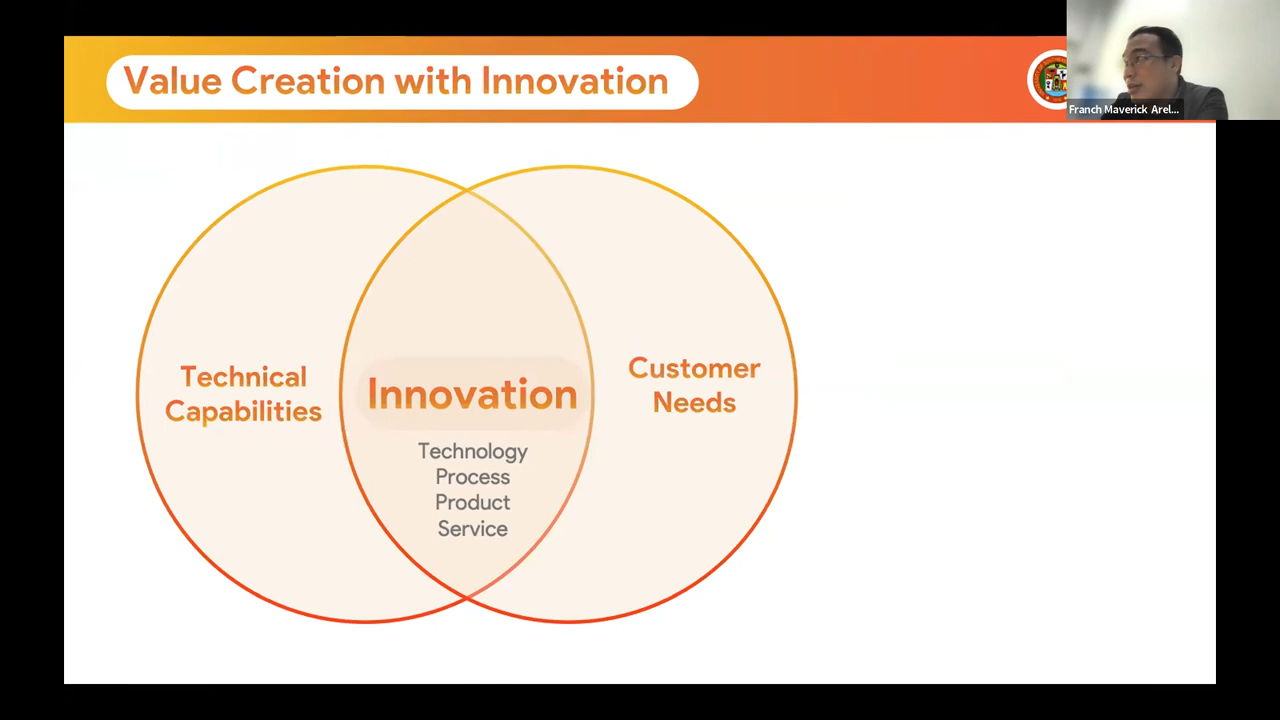 Value Creation with Innovation
Franch Maverick Arel...
Technical
Capabilities
Innovation
Technology
Process
Product
Service
Customer
Needs